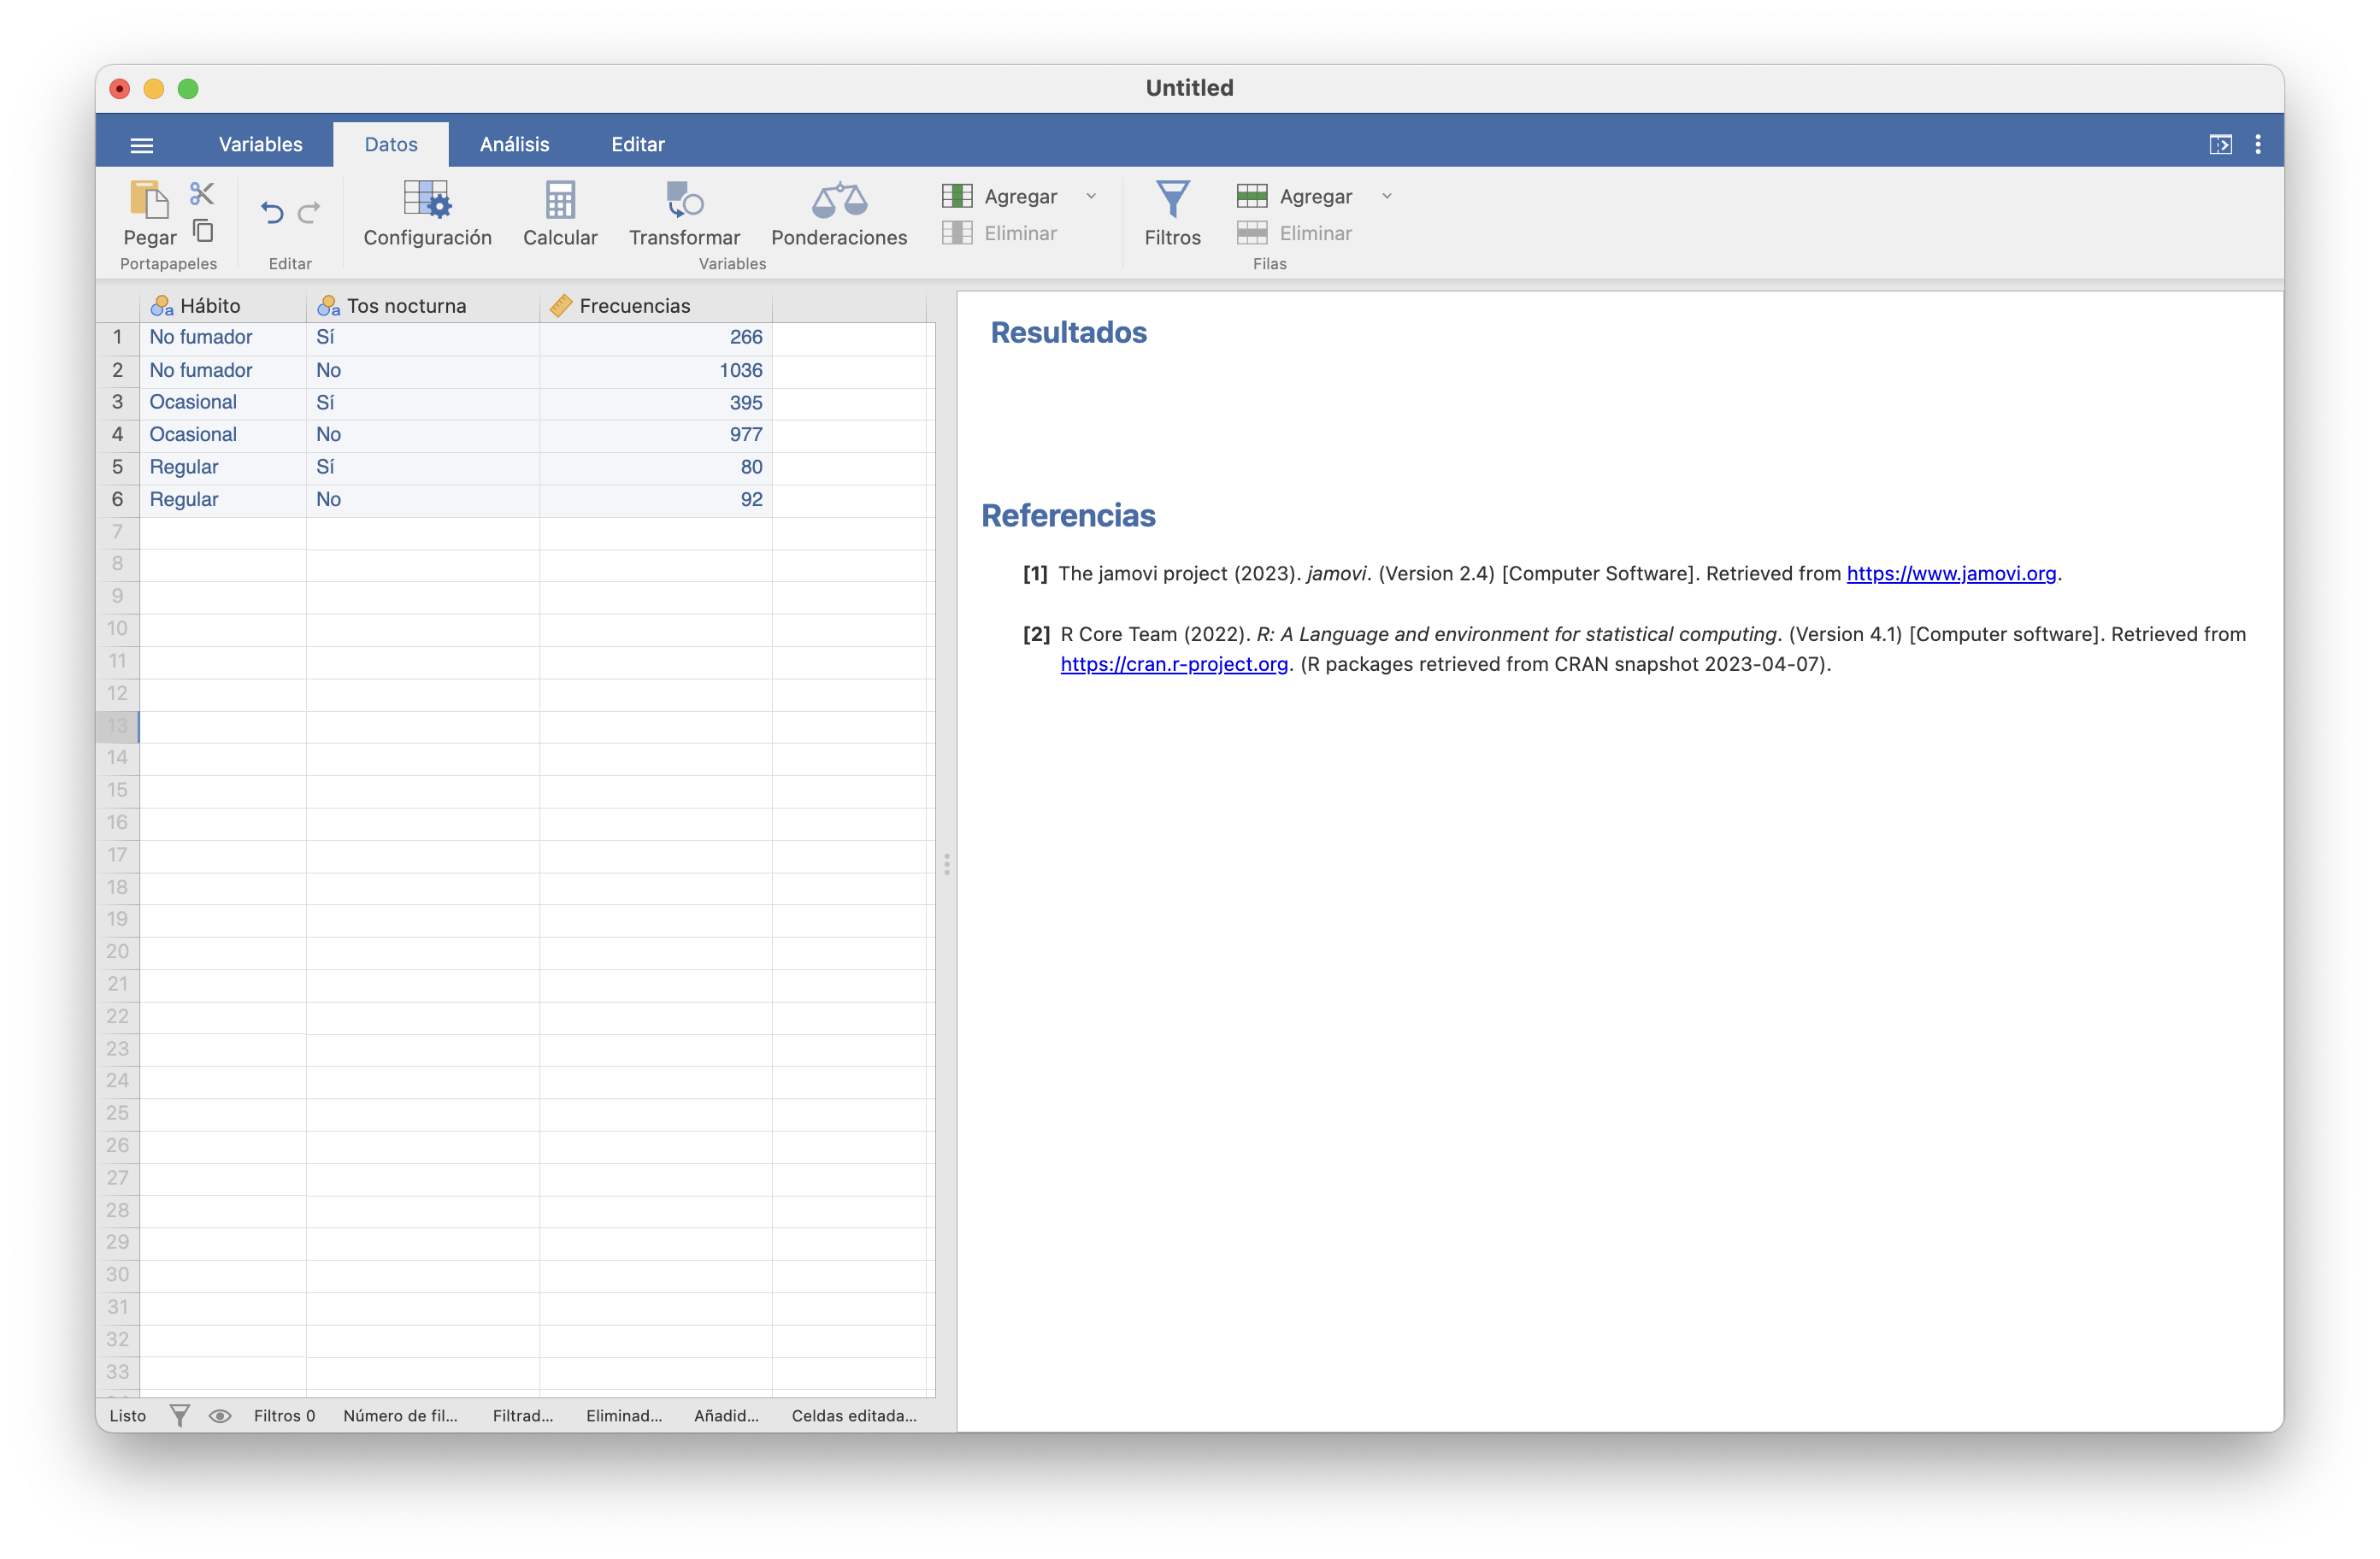 Untitled
Variables Datos Análisis Editar
Pegar Configuración Calcular Transformar Ponderaciones Agregar Eliminar Filtros Agregar Eliminar
Portapapeles Editar Variables Filas
Hábito Tos nocturna Frecuencias
1 No fumador Sí 266
2 No fumador No 1036
3 Ocasional Sí 395
4 Ocasional No 977
5 Regular Sí 80
6 Regular No 92
7
8
9
10
11
12
13
14
15
16
17
18
19
20
21
22
23
24
25
26
27
28
29
30
31
32
33
Listo Filtros 0 Número de fil... Filtrad... Eliminad... Añadid... Celdas editada...
Resultados
Referencias
[1] The jamovi project (2023). jamovi. (Version 2.4) [Computer Software]. Retrieved from https://www.jamovi.org.
[2] R Core Team (2022). R: A Language and environment for statistical computing. (Version 4.1) [Computer software]. Retrieved from
https://cran.r-project.org. (R packages retrieved from CRAN snapshot 2023-04-07).